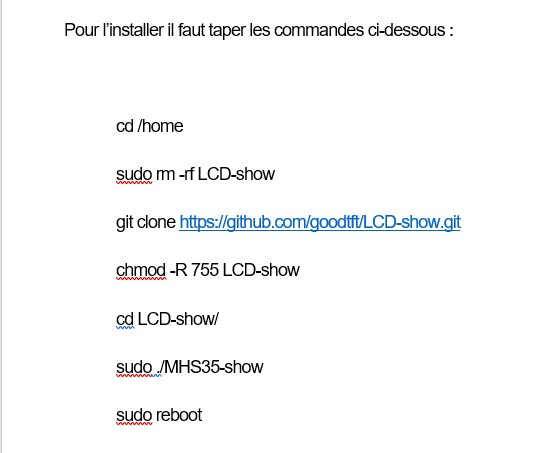 Pour l’installer il faut taper les commandes ci-dessous :
cd /home
sudo rm -rf LCD-show
git clone https://github.com/goodtft/LCD-show.git
chmod -R 755 LCD-show
cd LCD-show/
sudo ./MHS35-show
sudo reboot